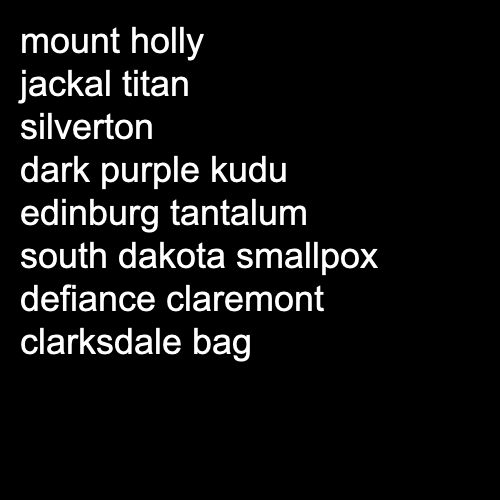 mount holly
jackal titan
silverton
dark purple kudu
edinburg tantalum
south dakota smallpox
defiance claremont
clarksdale bag